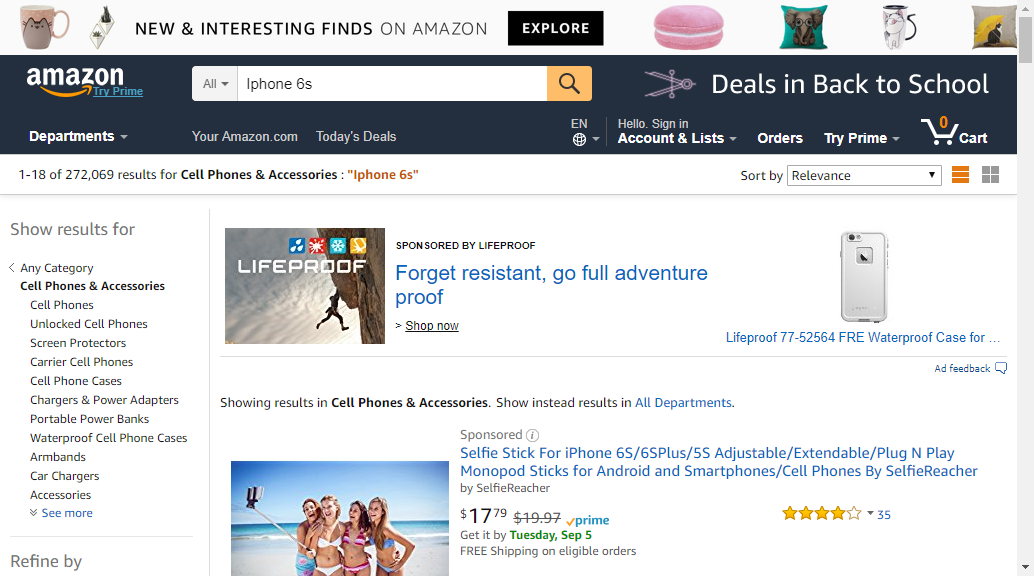 NEW & INTERESTING FINDS ON AMAZON EXPLORE
amazon
Try Prime
All
Iphone 6s
Deals in Back to School
Departments
Your Amazon.com Today's Deals
EN
Hello. Sign in
Account & Lists
Orders
Try Prime
0
Cart
1-18 of 272,069 results for Cell Phones & Accessories : "Iphone 6s"
Sort by Relevance
Show results for
Any Category
Cell Phones & Accessories
Cell Phones
Unlocked Cell Phones
Screen Protectors
Carrier Cell Phones
Cell Phone Cases
Chargers & Power Adapters
Portable Power Banks
Waterproof Cell Phone Cases
Armbands
Car Chargers
Accessories
See more
Refine by
LIFEPROOF
SPONSORED BY LIFEPROOF
Forget resistant, go full adventure
proof
> Shop now
Lifeproof 77-52564 FRE Waterproof Case for ...
Ad feedback
Showing results in Cell Phones & Accessories. Show instead results in All Departments.
Sponsored
Selfie Stick For iPhone 6S/6SPlus/5S Adjustable/Extendable/Plug N Play
Monopod Sticks for Android and Smartphones/Cell Phones By SelfieReacher
by SelfieReacher
$17 79 $19.97 prime
Get it by Tuesday, Sep 5
FREE Shipping on eligible orders
35